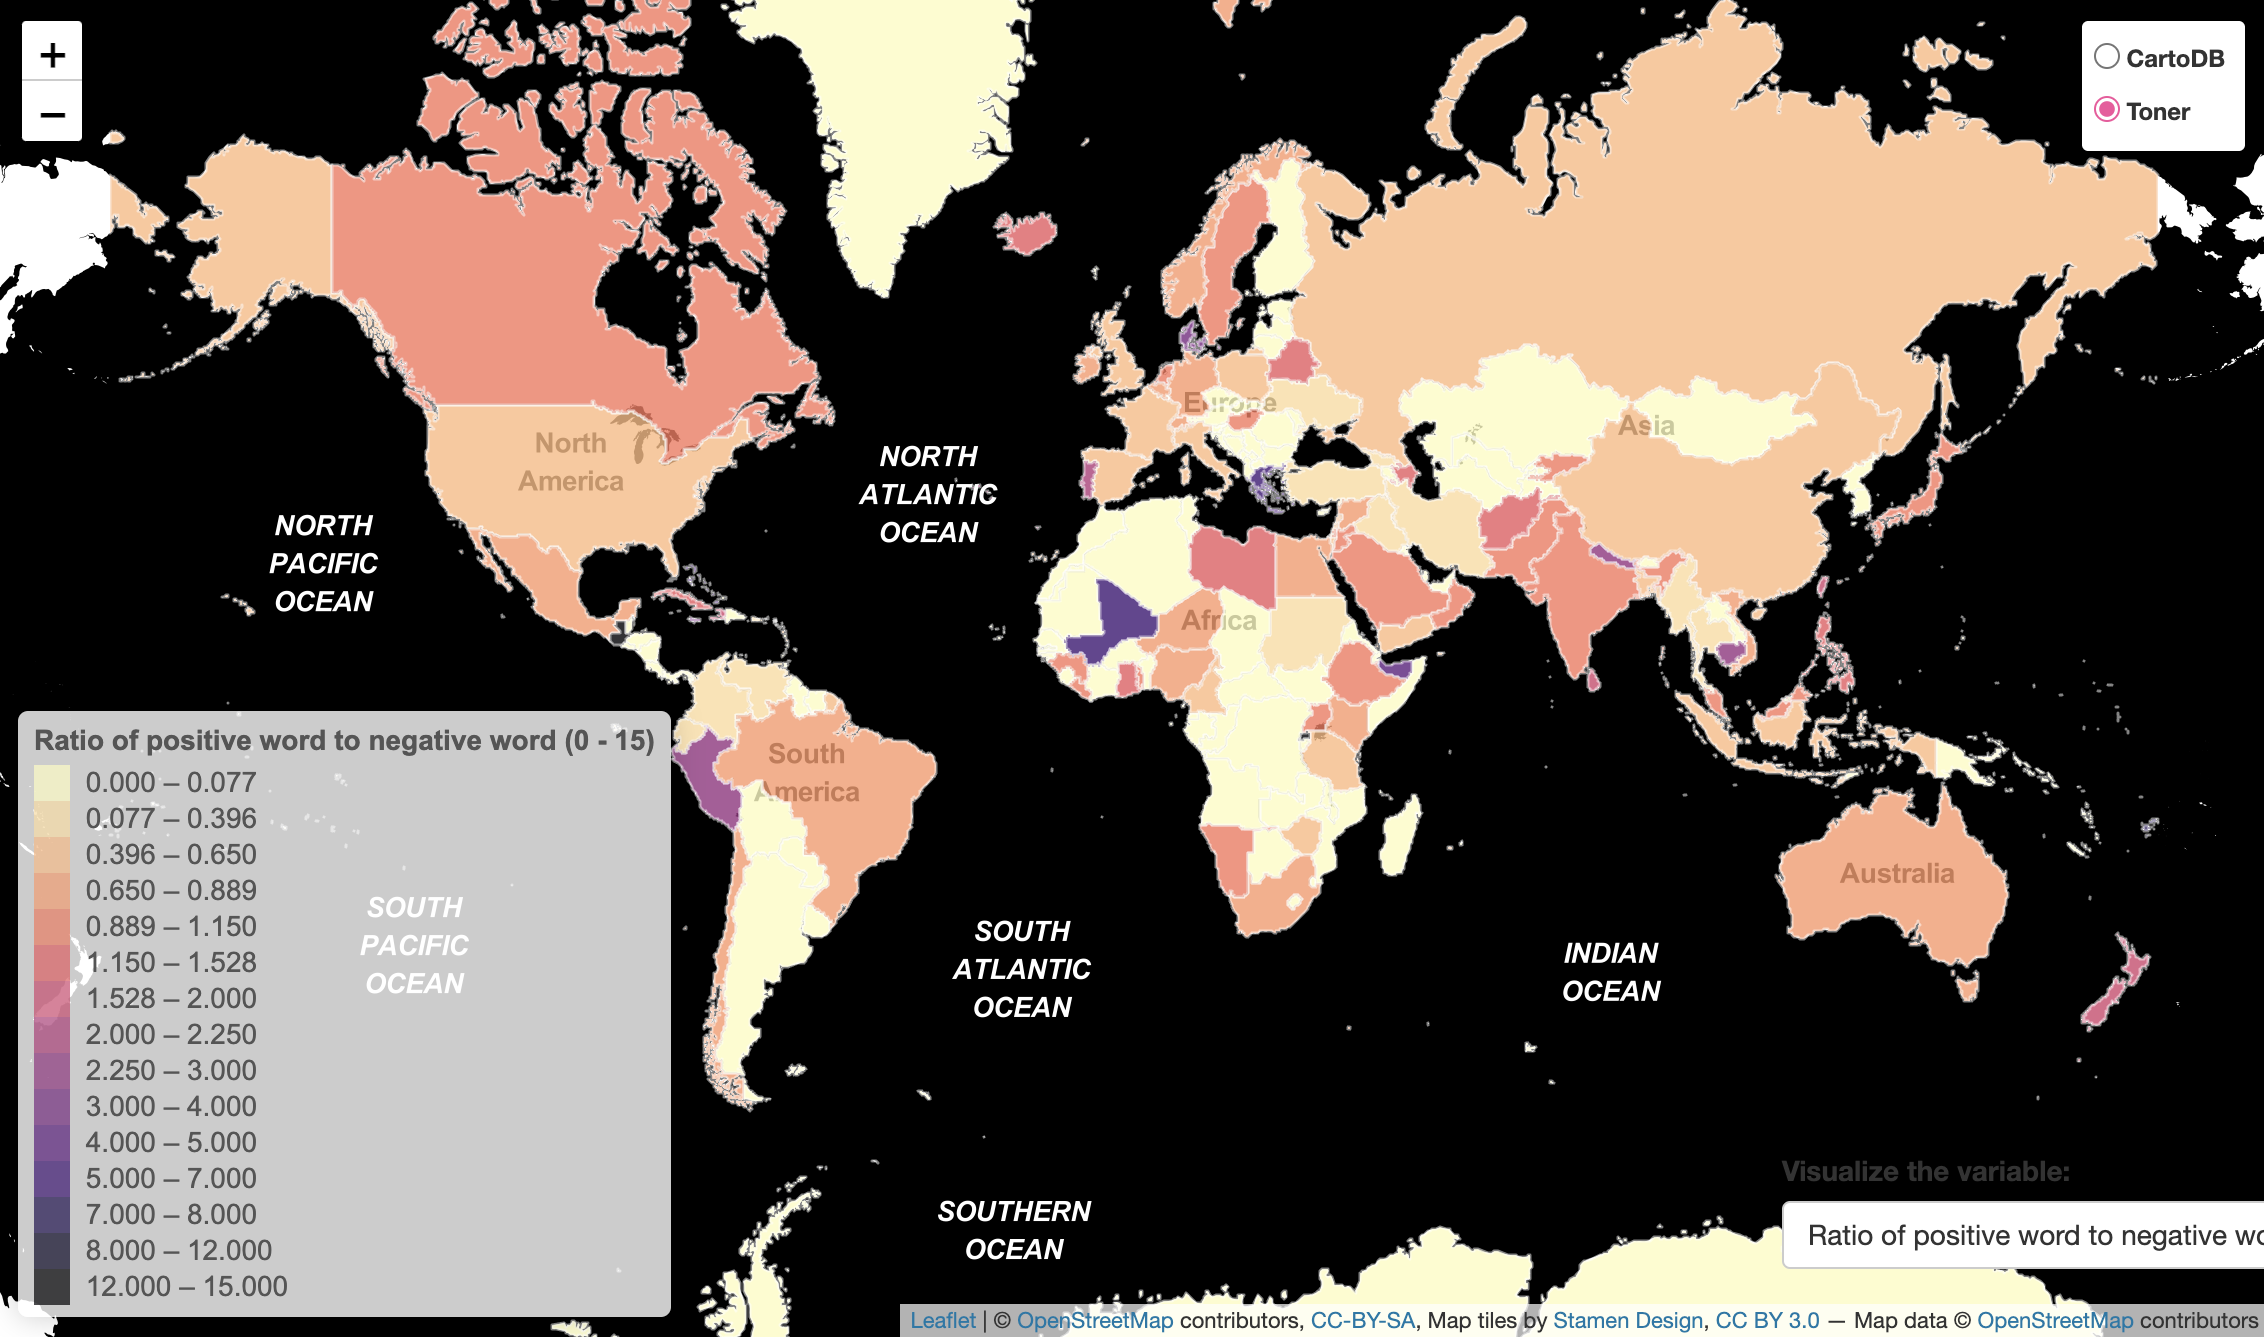 +
CartoDB
−
Toner
North
America
Europe
Asia
NORTH
ATLANTIC
OCEAN
NORTH
PACIFIC
OCEAN
Africa
South
America
Australia
SOUTH
PACIFIC
OCEAN
SOUTH
ATLANTIC
OCEAN
INDIAN
OCEAN
SOUTHERN
OCEAN
Ratio of positive word to negative word (0 - 15)
0.000 – 0.077
0.077 – 0.396
0.396 – 0.650
0.650 – 0.889
0.889 – 1.150
1.150 – 1.528
1.528 – 2.000
2.000 – 2.250
2.250 – 3.000
3.000 – 4.000
4.000 – 5.000
5.000 – 7.000
7.000 – 8.000
8.000 – 12.000
12.000 – 15.000
Visualize the variable:
Ratio of positive word to negative wo
Leaflet | © OpenStreetMap contributors, CC-BY-SA, Map tiles by Stamen Design, CC BY 3.0 — Map data © OpenStreetMap contributors